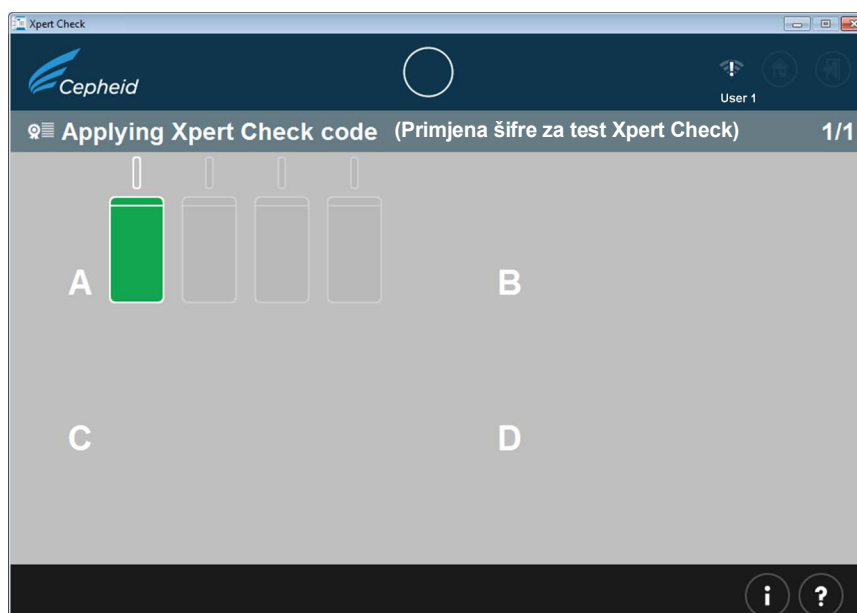 Xpert Check
Cepheid
User 1
Applying Xpert Check code (Primjena šifre za test Xpert Check) 1/1
A B
C D
i ?